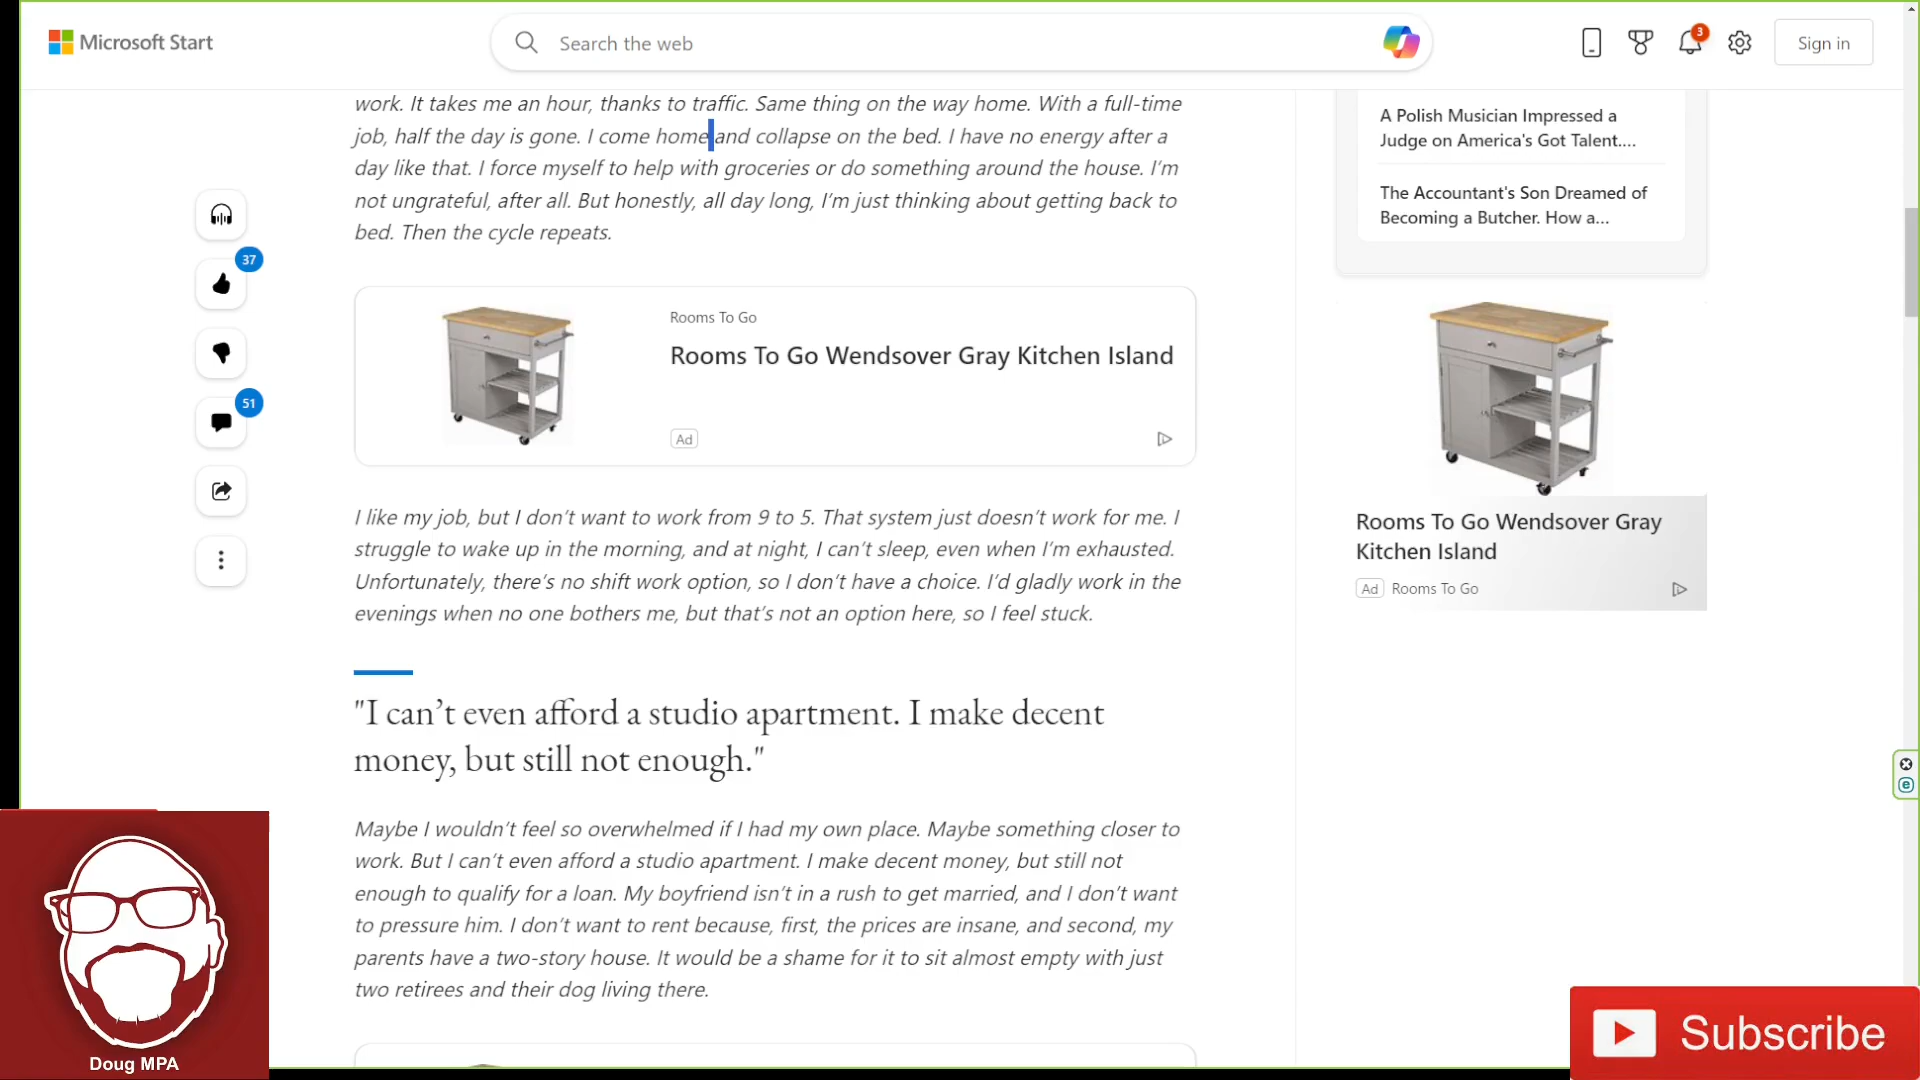 Microsoft Start
Search the web
3
Sign in
work. It takes me an hour, thanks to traffic. Same thing on the way home. With a full-time
job, half the day is gone. I come home and collapse on the bed. I have no energy after a
day like that. I force myself to help with groceries or do something around the house. I’m
not ungrateful, after all. But honestly, all day long, I’m just thinking about getting back to
bed. Then the cycle repeats.
37
51
Rooms To Go
Rooms To Go Wendsover Gray Kitchen Island
Ad
I like my job, but I don’t want to work from 9 to 5. That system just doesn’t work for me. I
struggle to wake up in the morning, and at night, I can’t sleep, even when I’m exhausted.
Unfortunately, there’s no shift work option, so I don’t have a choice. I’d gladly work in the
evenings when no one bothers me, but that’s not an option here, so I feel stuck.
"I can’t even afford a studio apartment. I make decent
money, but still not enough."
Maybe I wouldn’t feel so overwhelmed if I had my own place. Maybe something closer to
work. But I can’t even afford a studio apartment. I make decent money, but still not
enough to qualify for a loan. My boyfriend isn’t in a rush to get married, and I don’t want
to pressure him. I don’t want to rent because, first, the prices are insane, and second, my
parents have a two-story house. It would be a shame for it to sit almost empty with just
two retirees and their dog living there.
A Polish Musician Impressed a
Judge on America's Got Talent....
The Accountant's Son Dreamed of
Becoming a Butcher. How a...
Rooms To Go Wendsover Gray
Kitchen Island
Ad Rooms To Go
e
Doug MPA
Subscribe